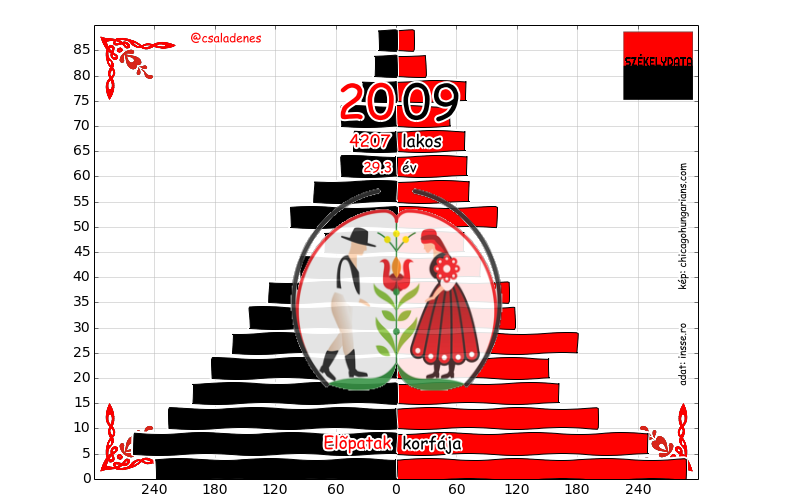 @csaladenes
SZÉKELYDATA
2009
4207 lakos
29.3 év
85
80
75
70
65
60
55
50
45
40
35
30
25
20
15
10
5
0
kép: chicagohungarians.com
adat: insse.ro
Előpatak korfája
240 180 120 60 0 60 120 180 240